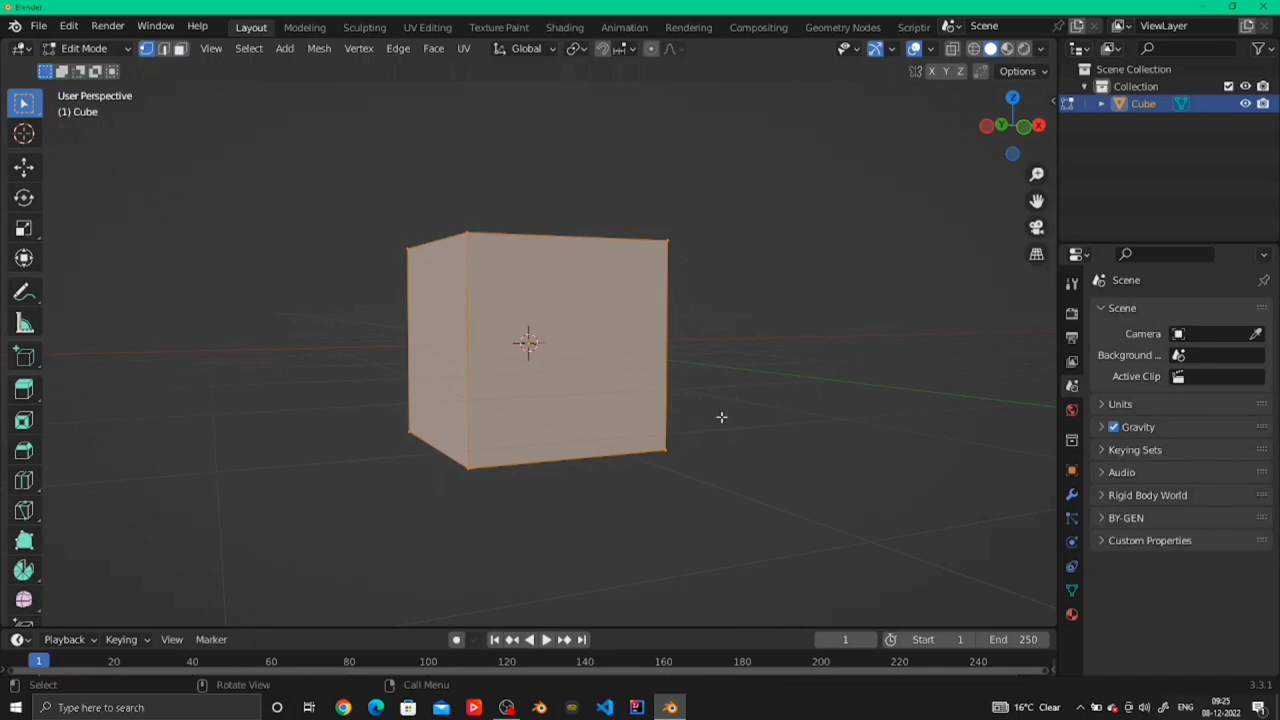 Blender
File Edit Render Window Help Layout Modeling Sculpting UV Editing Texture Paint Shading Animation Rendering Compositing Geometry Nodes Scriptir Scene ViewLayer
Edit Mode View Select Add Mesh Vertex Edge Face UV Global
X Y Z Options
User Perspective
(1) Cube
Z
Y X
Scene Collection
Collection
Cube
Scene
Scene
Camera
Background ...
Active Clip
Units
Gravity
Keying Sets
Audio
Rigid Body World
BY-GEN
Custom Properties
Playback Keying View Marker 1 Start 1 End 250
1 20 40 60 80 100 120 140 160 180 200 220 240
Select Rotate View Call Menu 3.3.1
Type here to search 16°C Clear ENG 09:25
08-12-2022